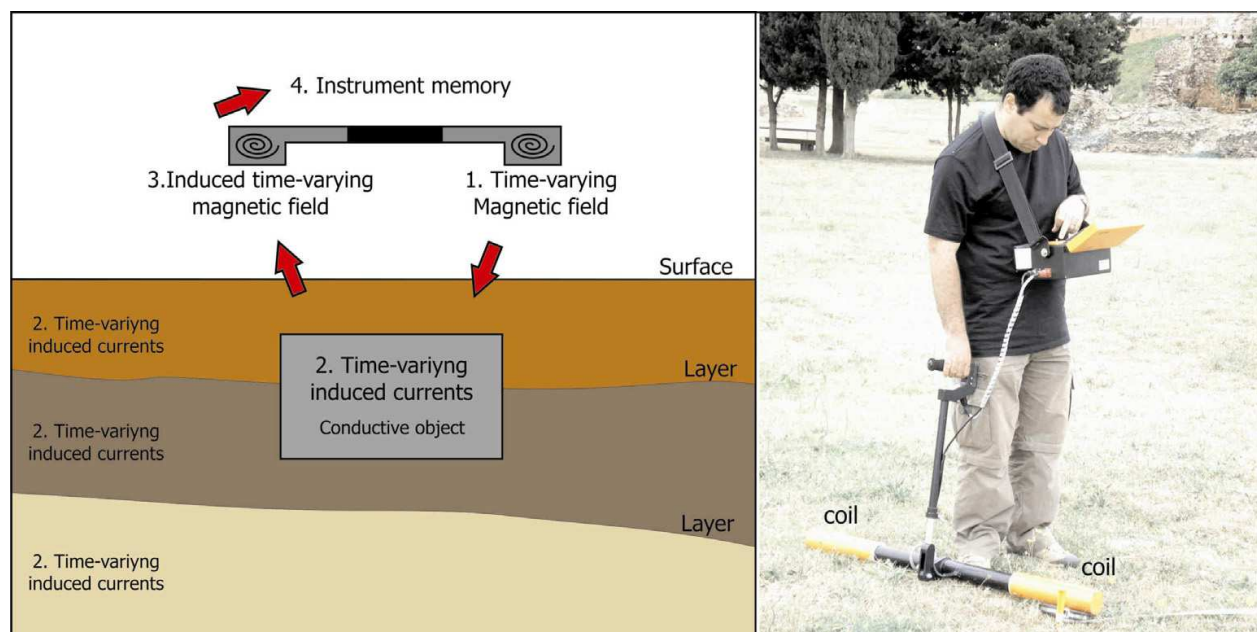 4. Instrument memory
3.Induced time-varying
magnetic field
1. Time-varying
Magnetic field
Surface
2. Time-variyng
induced currents
2. Time-variyng
induced currents
Conductive object
Layer
2. Time-variyng
induced currents
Layer
2. Time-variyng
induced currents
coil
coil